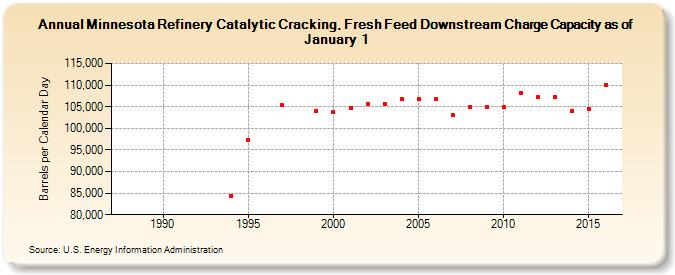 Annual Minnesota Refinery Catalytic Cracking, Fresh Feed Downstream Charge Capacity as of
January 1
Barrels per Calendar Day
115,000
110,000
105,000
100,000
95,000
90,000
85,000
80,000
1990 1995 2000 2005 2010 2015
Source: U.S. Energy Information Administration